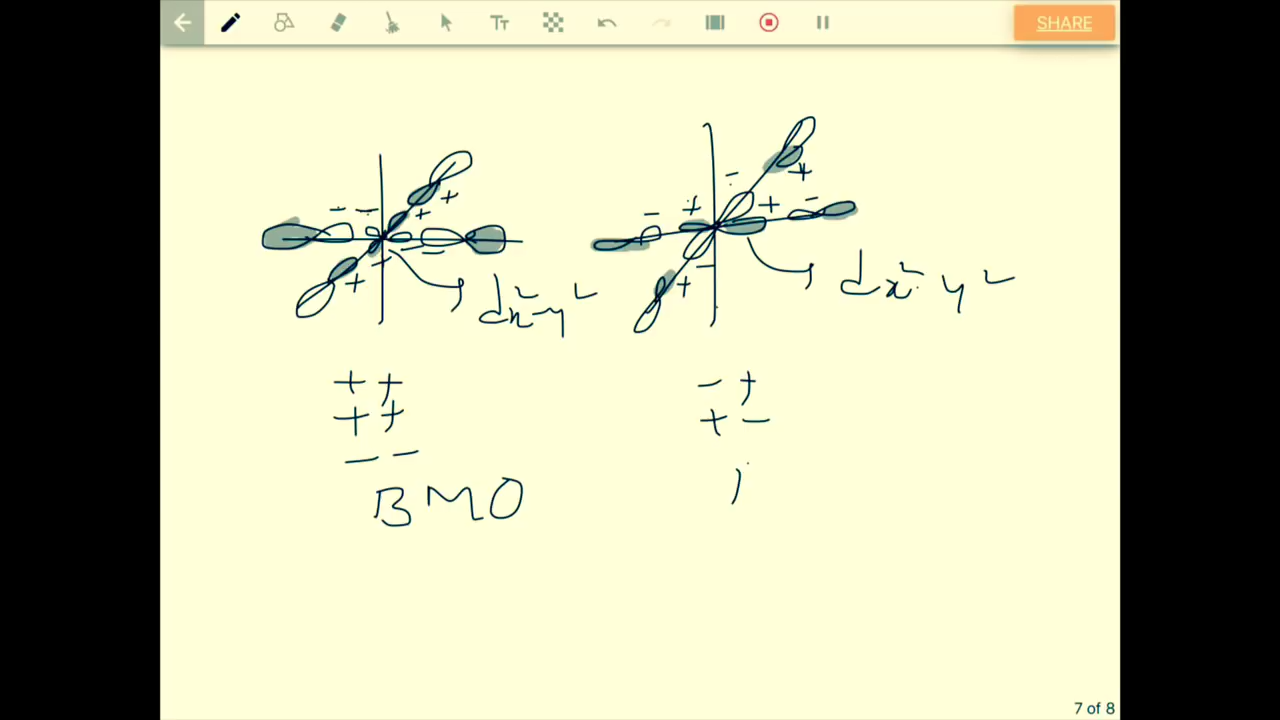 SHARE
- - + +
+ - - =
dx²-y²
- + - + - +
- +
dx² y²
+ +
+ +
- -
BMO
- +
+ -
7 of 8